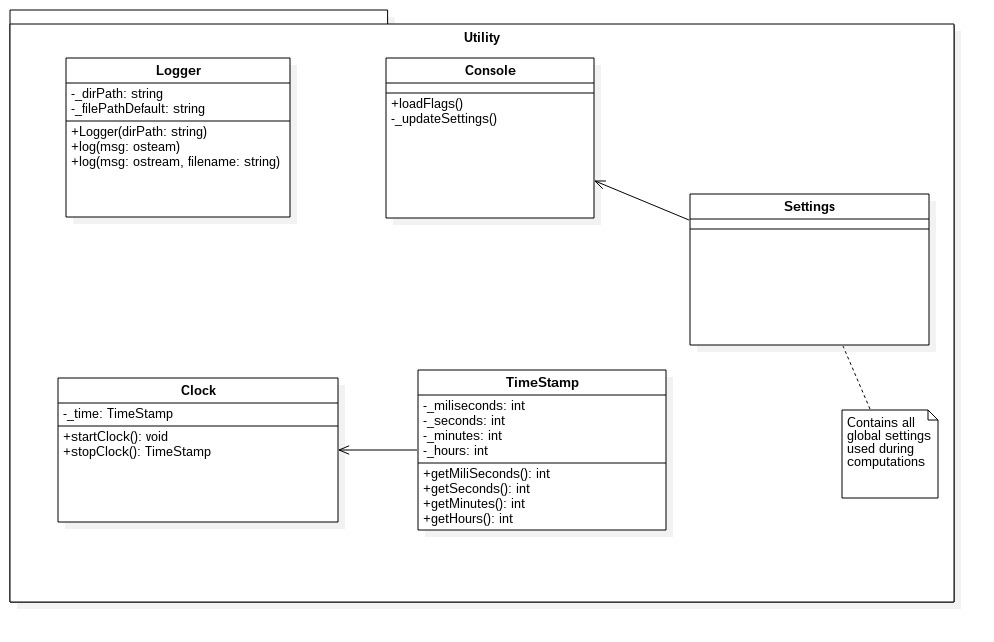 Utility
Logger
-_dirPath: string
-_filePathDefault: string
+Logger(dirPath: string)
+log(msg: osteam)
+log(msg: ostream, filename: string)
Console
+loadFlags()
-_updateSettings()
Settings
Clock
-_time: TimeStamp
+startClock(): void
+stopClock(): TimeStamp
TimeStamp
-_miliseconds: int
-_seconds: int
-_minutes: int
-_hours: int
+getMiliSeconds(): int
+getSeconds(): int
+getMinutes(): int
+getHours(): int
Contains all
global settings
used during
computations